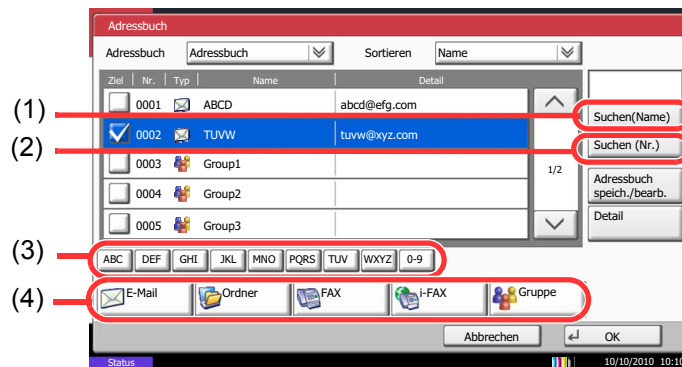 Adressbuch
Adressbuch Adressbuch Sortieren Name
Ziel Nr. Typ Name Detail
0001 ABCD abcd@efg.com
(1)
Suchen(Name)
0002 TUVW tuvw@xyz.com
(2)
Suchen (Nr.)
0003 Group1
1/2
Adressbuch
speich./bearb.
0004 Group2
0005 Group3
Detail
(3)
ABC DEF GHI JKL MNO PQRS TUV WXYZ 0-9
(4)
E-Mail Ordner FAX i-FAX Gruppe
Abbrechen OK
Status 10/10/2010 10:10